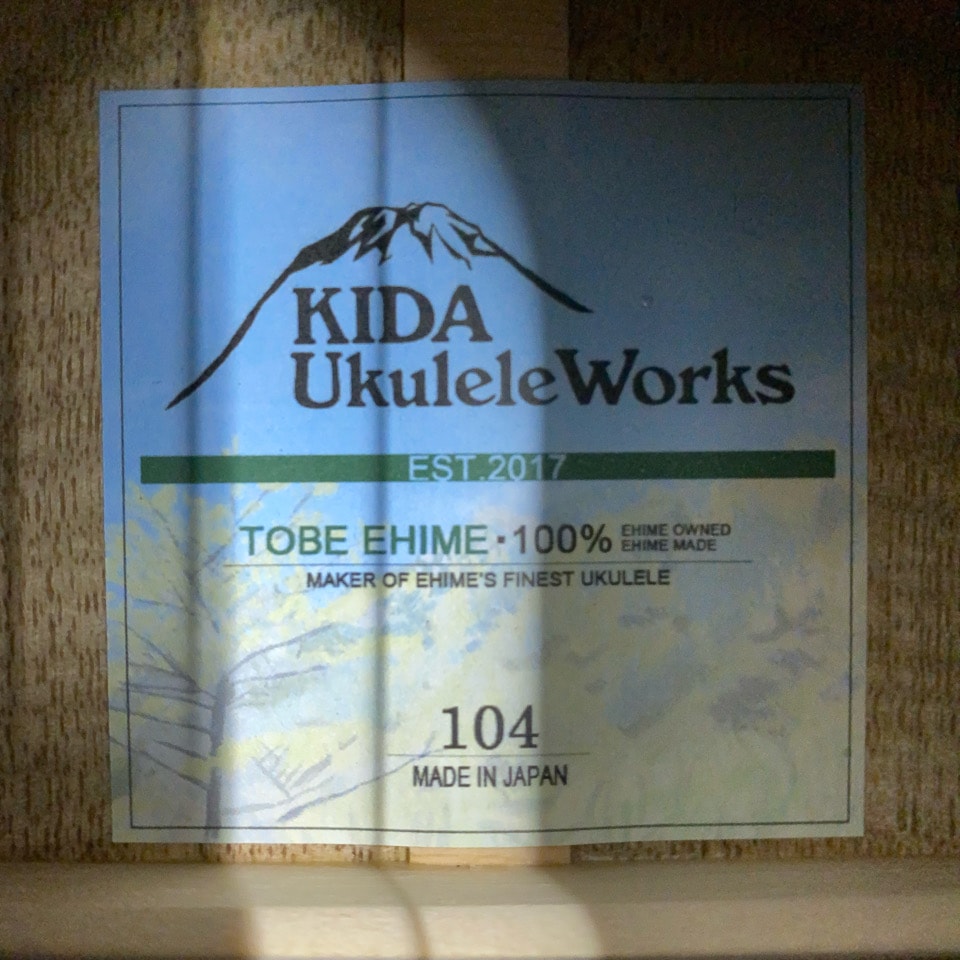 KIDA
UkuleleWorks
EST.2017
TOBE EHIME・100% EHIME OWNED
EHIME MADE
MAKER OF EHIME'S FINEST UKULELE
104
MADE IN JAPAN